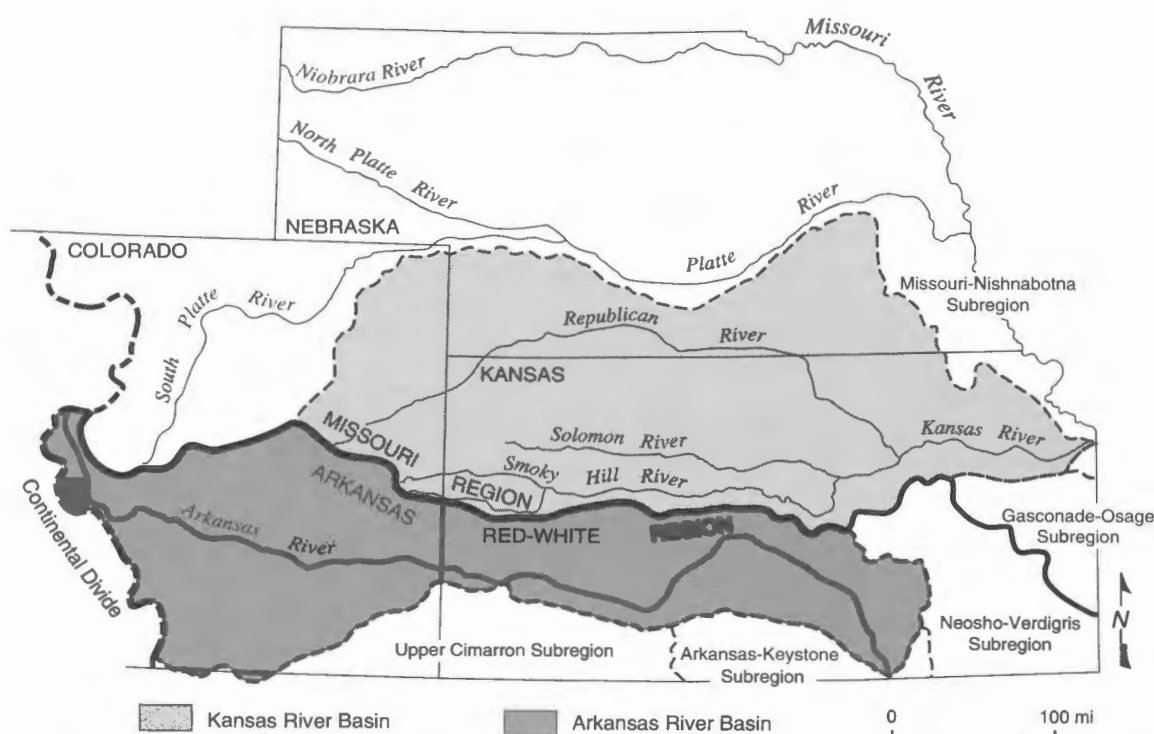 Missouri
River
Niobrara River
North Platte River
NEBRASKA
COLORADO
River
Platte
South Platte River
Missouri-Nishnabotna
Subregion
Republican River
KANSAS
MISSOURI
REGION
Solomon River
Kansas River
Smoky Hill River
ARKANSAS
RED-WHITE
REGION
Arkansas River
Gasconade-Osage
Subregion
Continental Divide
Neosho-Verdigris
Subregion
N
Upper Cimarron Subregion
Arkansas-Keystone
Subregion
Kansas River Basin
Arkansas River Basin
0 100 mi